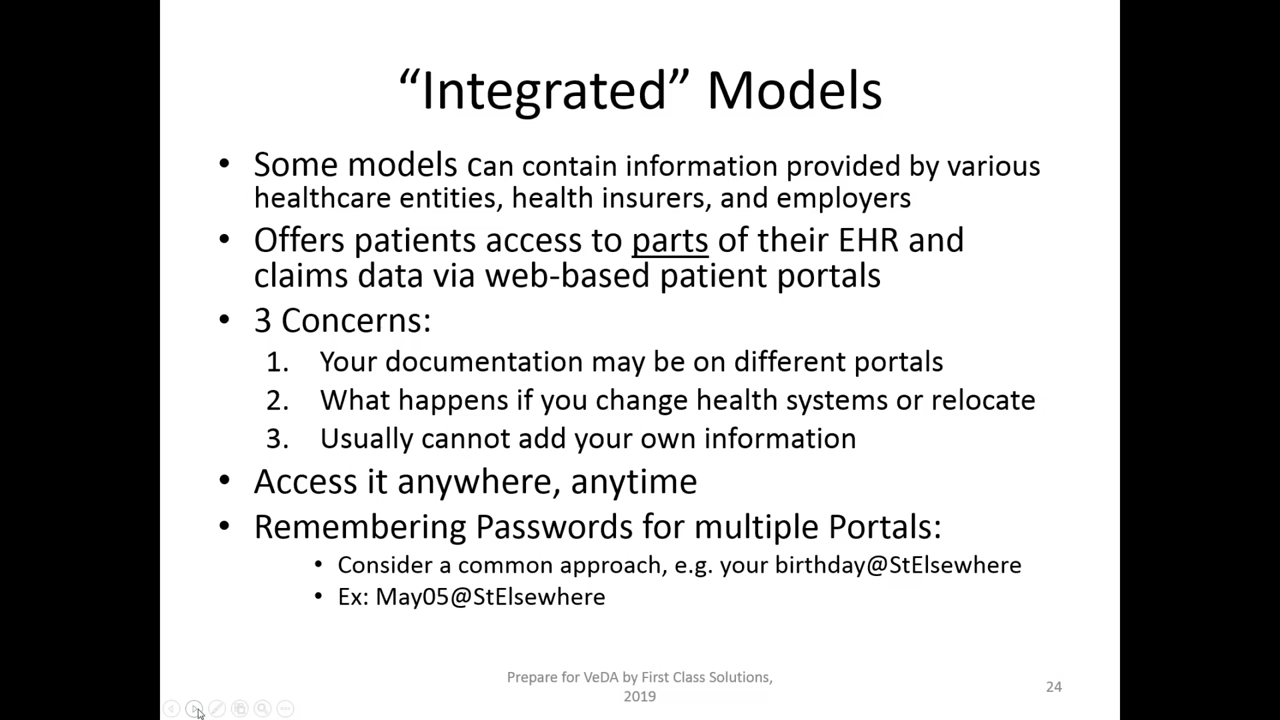 “Integrated” Models
• Some models can contain information provided by various
healthcare entities, health insurers, and employers
• Offers patients access to parts of their EHR and
claims data via web-based patient portals
• 3 Concerns:
1. Your documentation may be on different portals
2. What happens if you change health systems or relocate
3. Usually cannot add your own information
• Access it anywhere, anytime
• Remembering Passwords for multiple Portals:
• Consider a common approach, e.g. your birthday@StElsewhere
• Ex: May05@StElsewhere
Prepare for VeDA by First Class Solutions,
2019
24